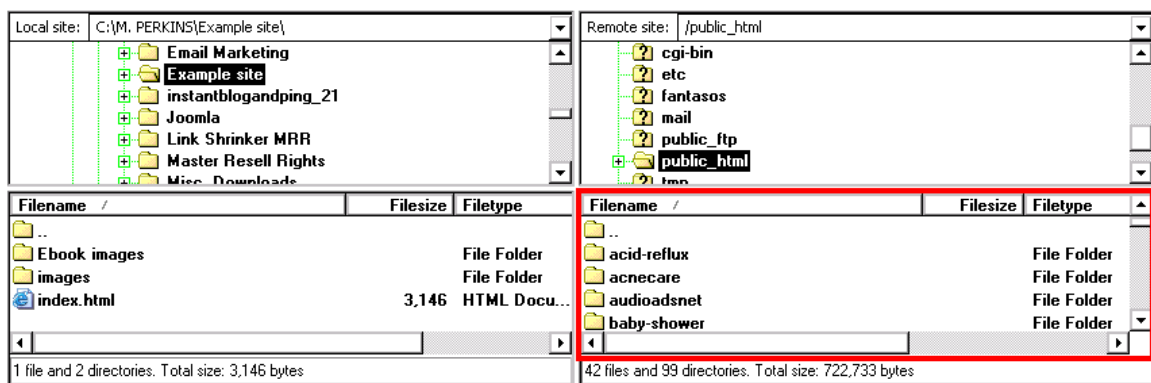 Local site: C:\M. PERKINS\Example site\
Email Marketing
Example site
instantblogandping_21
Joomla
Link Shrinker MRR
Master Resell Rights
Misc. Downloads
Filename / Filesize Filetype
..
Ebook images File Folder
images File Folder
index.html 3,146 HTML Docu...
1 file and 2 directories. Total size: 3,146 bytes
Remote site: /public_html
cgi-bin
etc
fantasos
mail
public_ftp
public_html
tmp
Filename / Filesize Filetype
..
acid-reflux File Folder
acnecare File Folder
audioadsnet File Folder
baby-shower File Folder
42 files and 99 directories. Total size: 722,733 bytes